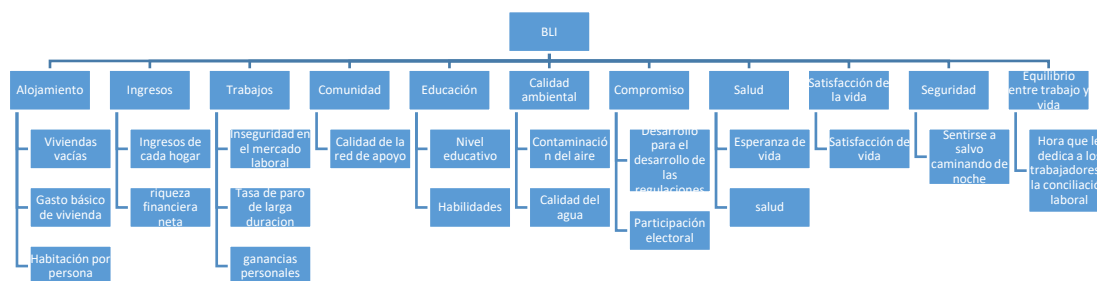 BLI
Alojamiento
Ingresos
Trabajos
Comunidad
Educación
Calidad
ambiental
Compromiso
Salud
Satisfacción de
la vida
Seguridad
Equilibrio
entre trabajo y
vida
Viviendas
vacías
Gasto básico
de vivienda
Habitación por
persona
Ingresos de
cada hogar
riqueza
financiera
neta
Inseguridad en
el mercado
laboral
Tasa de paro
de larga
duracion
ganancias
personales
Calidad de la
red de apoyo
Nivel
educativo
Habilidades
Contaminació
n del aire
Calidad del
agua
Desarrollo
para el
desarrollo de
las
regulaciones
Participación
electoral
Esperanza de
vida
salud
Satisfacción
de vida
Sentirse a
salvo
caminando de
noche
Hora que le
dedica a los
trabajadores
la conciliación
laboral